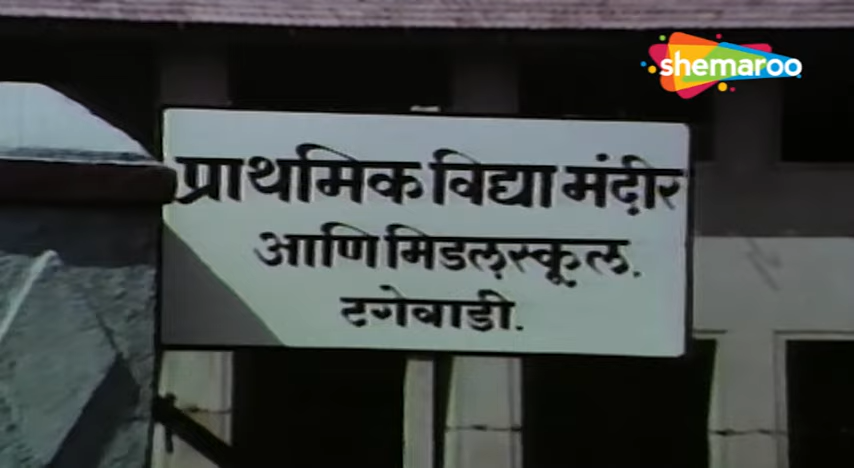 shemaroo
प्राथमिक विद्या मंदीर
आणि मिडलस्कूल.
टगेवाडी.